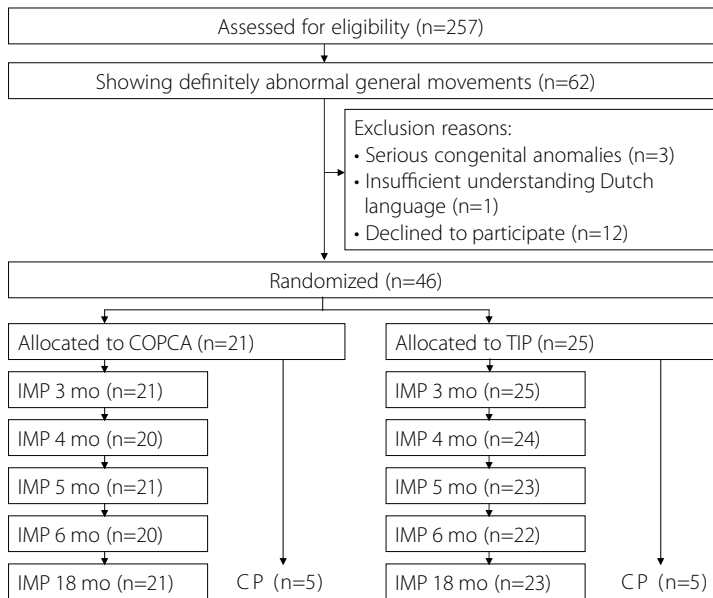 Assessed for eligibility (n=257)
Showing definitely abnormal general movements (n=62)
Exclusion reasons:
• Serious congenital anomalies (n=3)
• Insufficient understanding Dutch
language (n=1)
• Declined to participate (n=12)
Randomized (n=46)
Allocated to COPCA (n=21)
IMP 3 mo (n=21)
IMP 4 mo (n=20)
IMP 5 mo (n=21)
IMP 6 mo (n=20)
IMP 18 mo (n=21)
CP (n=5)
Allocated to TIP (n=25)
IMP 3 mo (n=25)
IMP 4 mo (n=24)
IMP 5 mo (n=23)
IMP 6 mo (n=22)
IMP 18 mo (n=23)
CP (n=5)